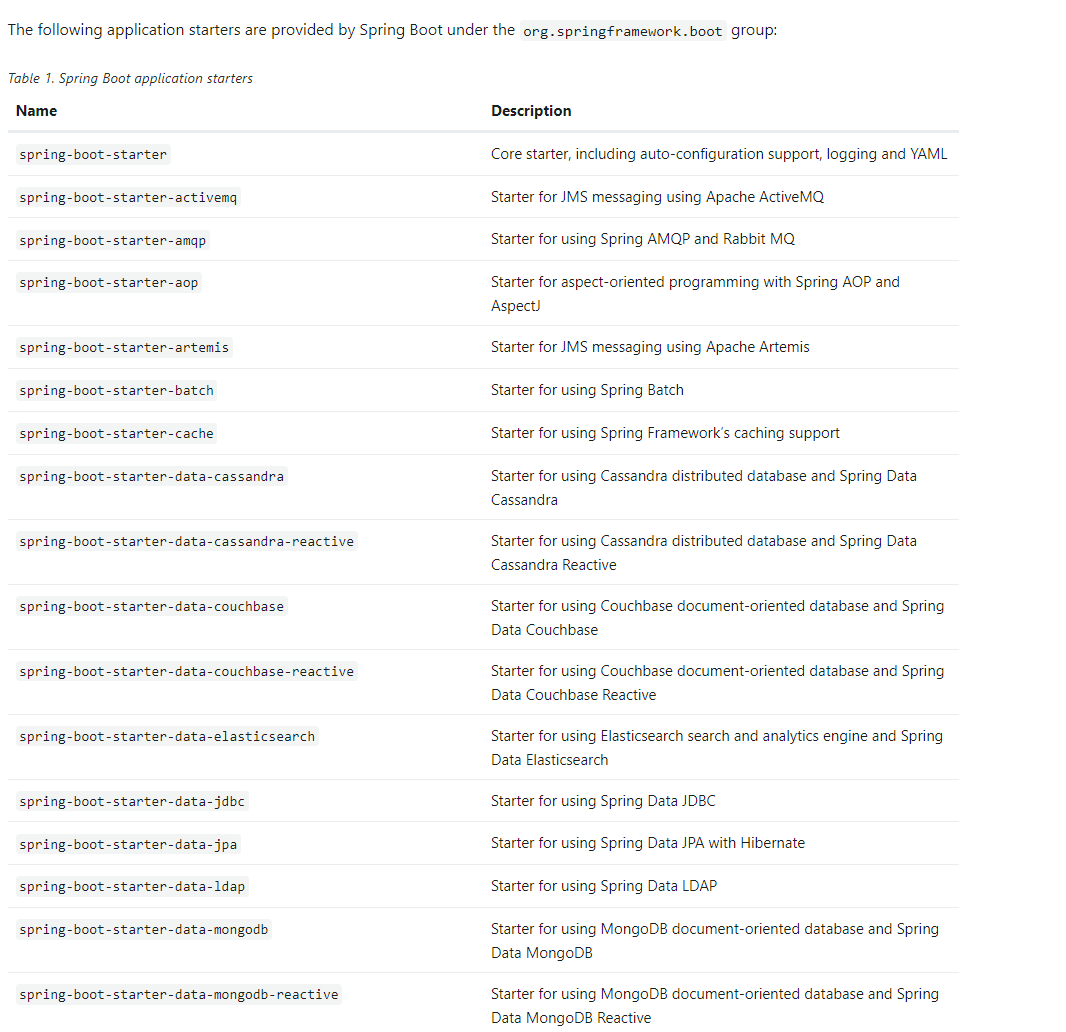 The following application starters are provided by Spring Boot under the org.springframework.boot group:
Table 1. Spring Boot application starters
Name Description
spring-boot-starter Core starter, including auto-configuration support, logging and YAML
spring-boot-starter-activemq Starter for JMS messaging using Apache ActiveMQ
spring-boot-starter-amqp Starter for using Spring AMQP and Rabbit MQ
spring-boot-starter-aop Starter for aspect-oriented programming with Spring AOP and
AspectJ
spring-boot-starter-artemis Starter for JMS messaging using Apache Artemis
spring-boot-starter-batch Starter for using Spring Batch
spring-boot-starter-cache Starter for using Spring Framework’s caching support
spring-boot-starter-data-cassandra Starter for using Cassandra distributed database and Spring Data
Cassandra
spring-boot-starter-data-cassandra-reactive Starter for using Cassandra distributed database and Spring Data
Cassandra Reactive
spring-boot-starter-data-couchbase Starter for using Couchbase document-oriented database and Spring
Data Couchbase
spring-boot-starter-data-couchbase-reactive Starter for using Couchbase document-oriented database and Spring
Data Couchbase Reactive
spring-boot-starter-data-elasticsearch Starter for using Elasticsearch search and analytics engine and Spring
Data Elasticsearch
spring-boot-starter-data-jdbc Starter for using Spring Data JDBC
spring-boot-starter-data-jpa Starter for using Spring Data JPA with Hibernate
spring-boot-starter-data-ldap Starter for using Spring Data LDAP
spring-boot-starter-data-mongodb Starter for using MongoDB document-oriented database and Spring
Data MongoDB
spring-boot-starter-data-mongodb-reactive Starter for using MongoDB document-oriented database and Spring
Data MongoDB Reactive